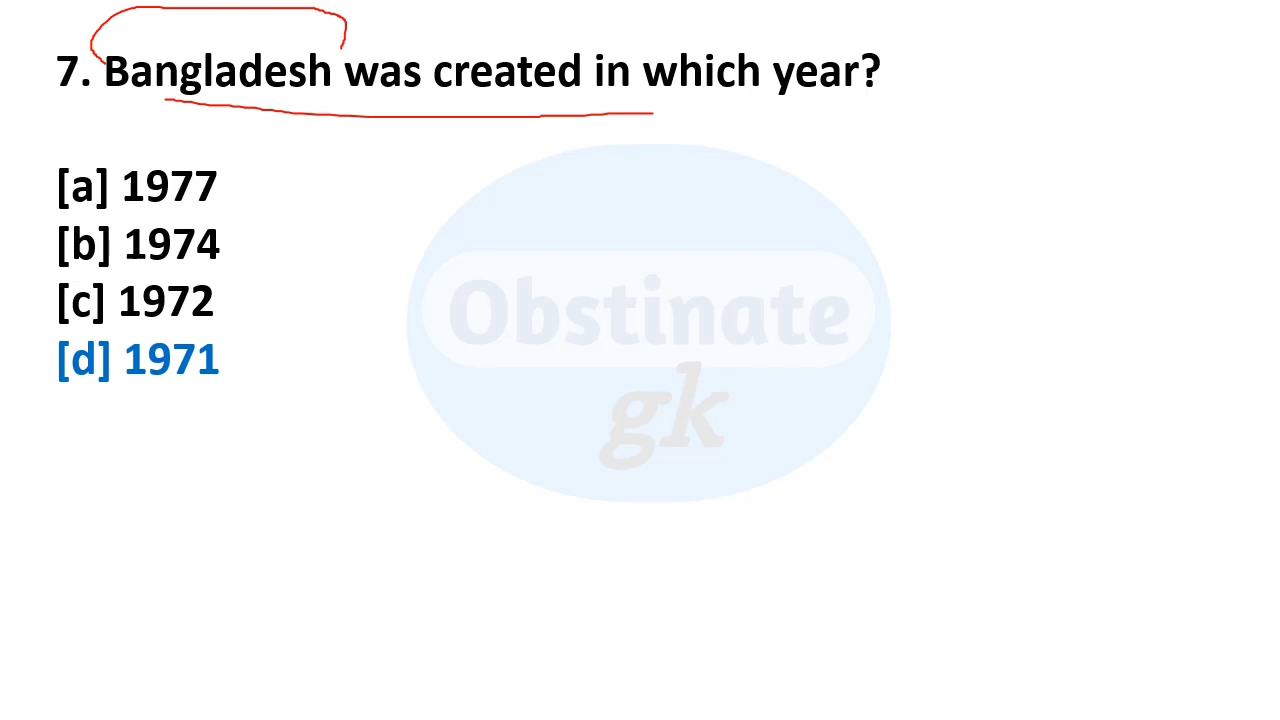 7. Bangladesh was created in which year?
[a] 1977
[b] 1974
[c] 1972
[d] 1971
Obstinate
gk